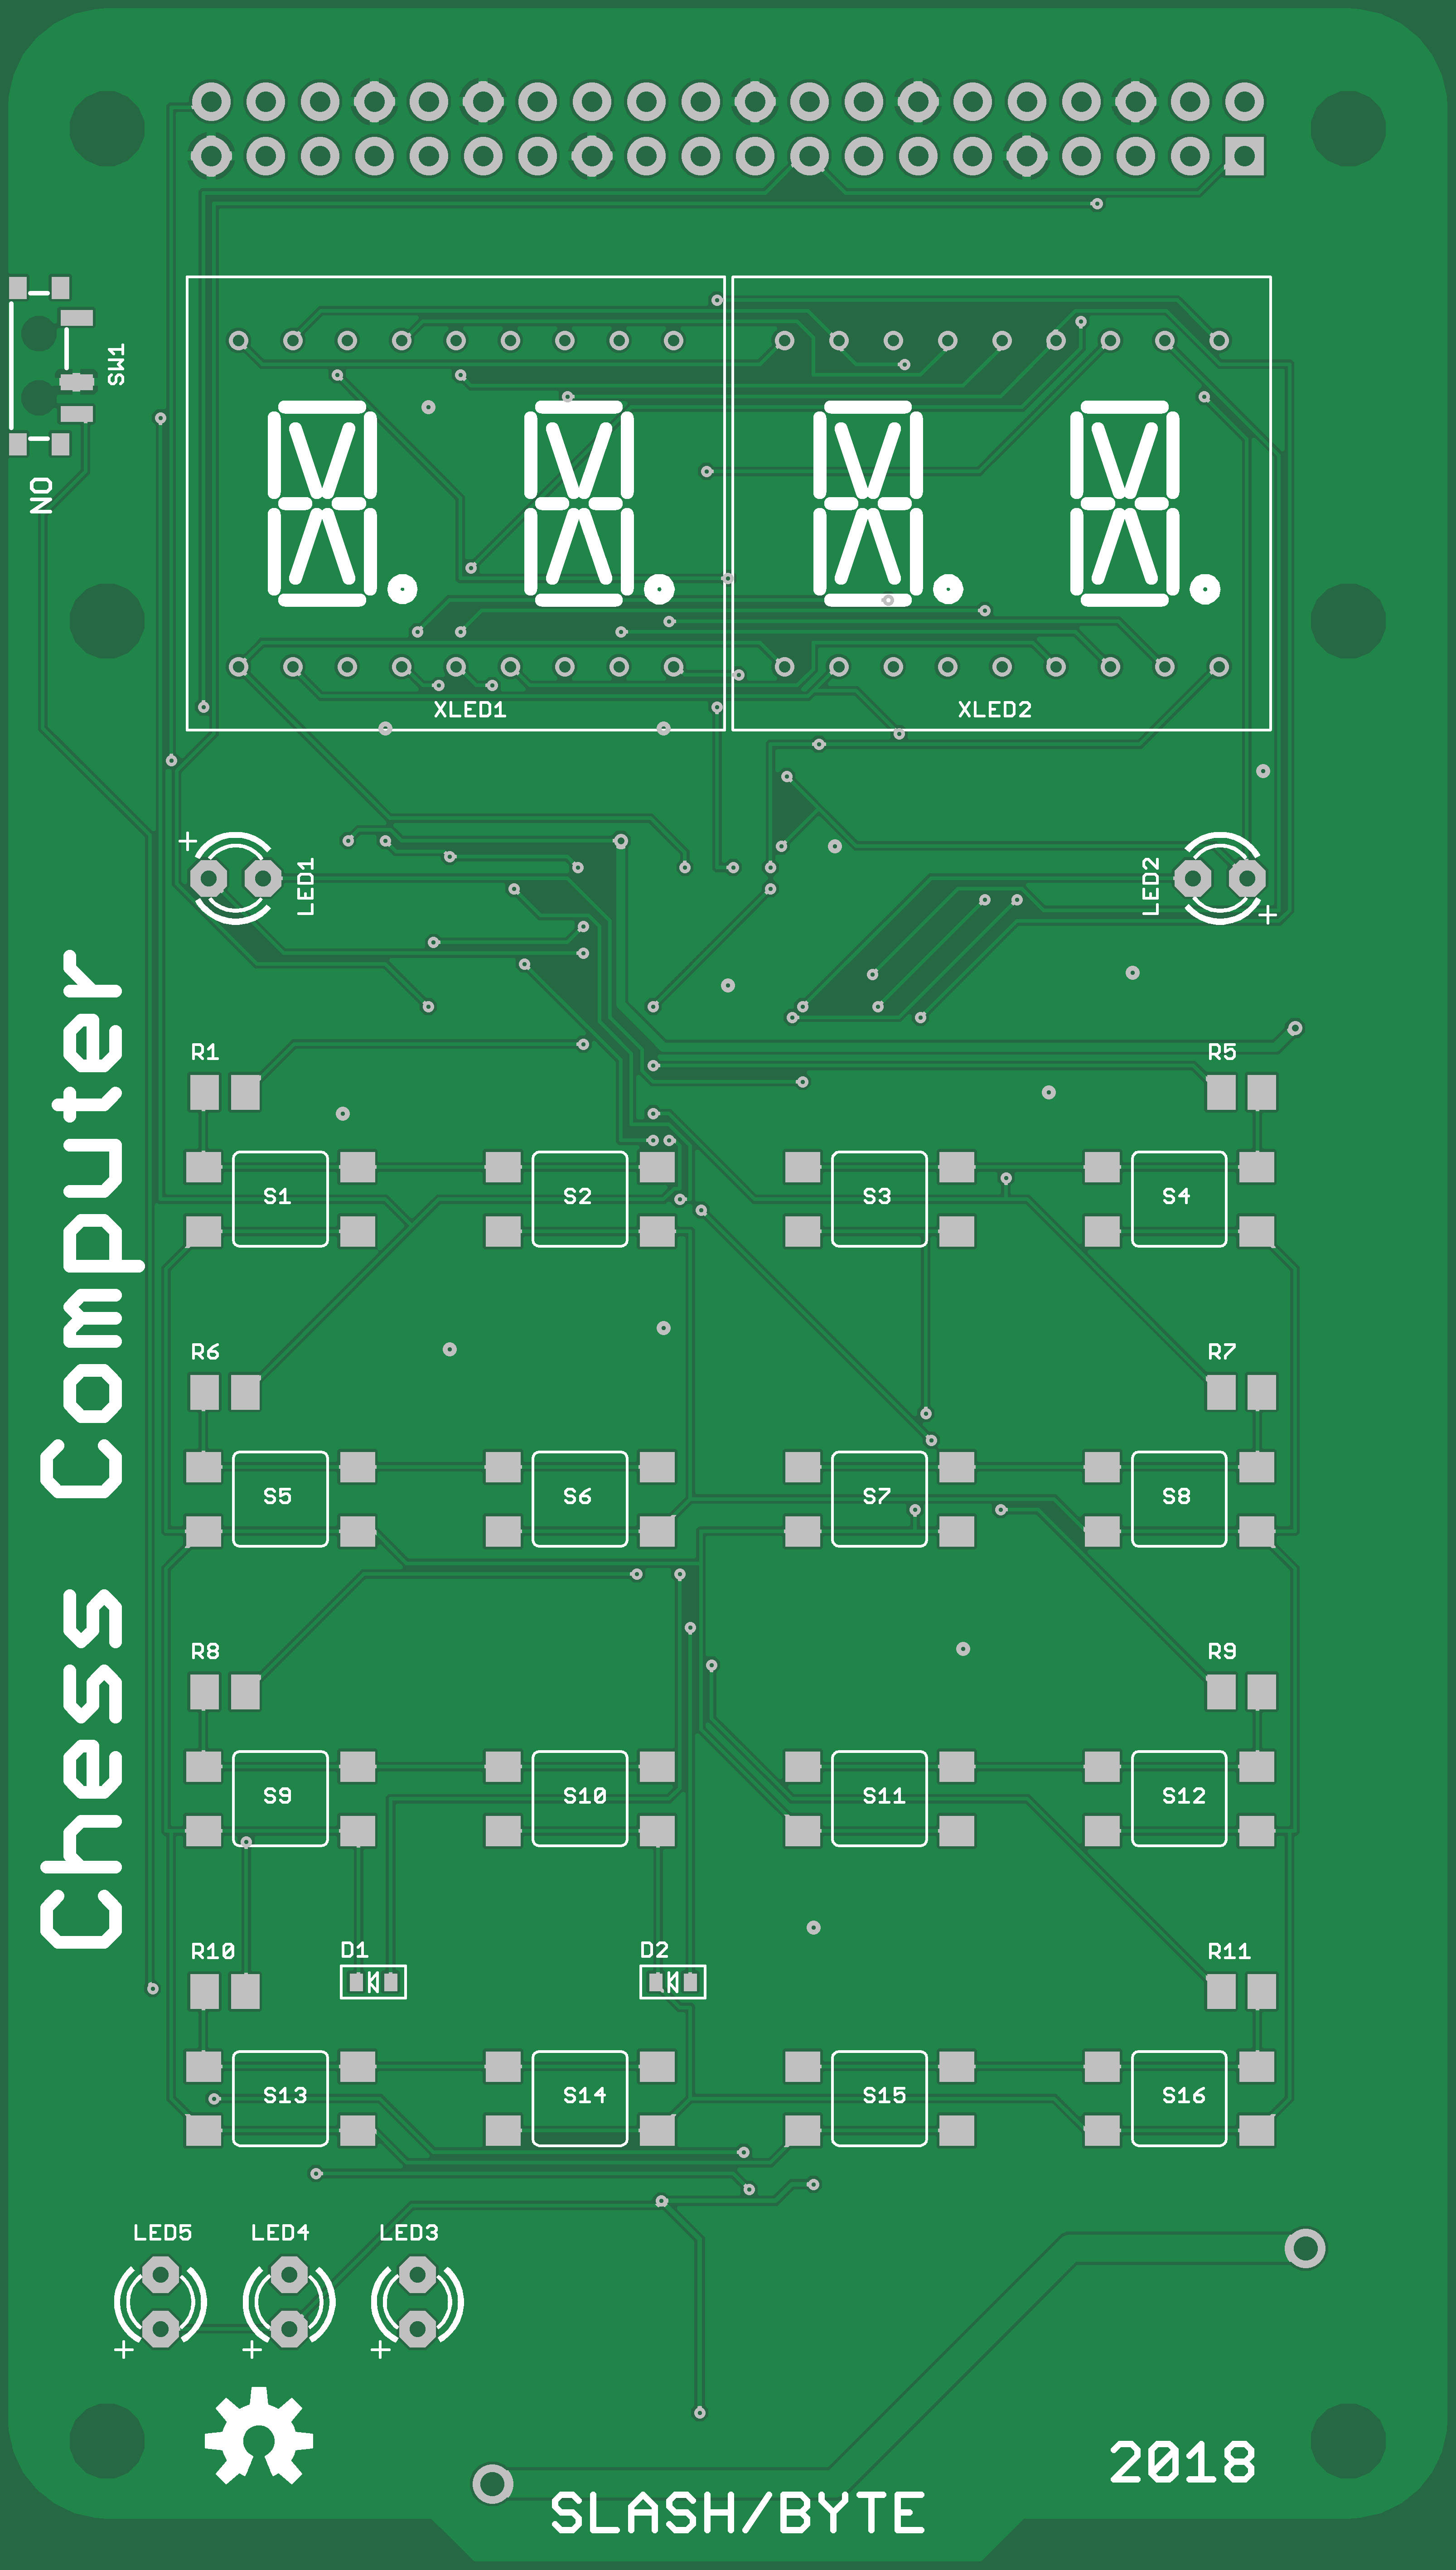 SW1
ON
XLED1
XLED2
+
LED1
LED2
+
Chess Computer
R1
R5
S1
S2
S3
S4
R6
R7
S5
S6
S7
S8
R8
R9
S9
S10
S11
S12
R10
D1
D2
R11
S13
S14
S15
S16
LED5
LED4
LED3
+
+
+
2018
SLASH/BYTE